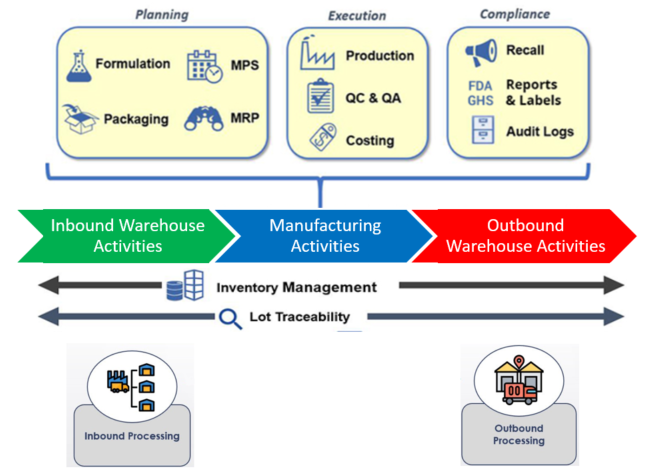 Planning
Execution
Compliance
Formulation
MPS
Packaging
MRP
Production
QC & QA
Costing
Recall
FDA
GHS
Reports
& Labels
Audit Logs
Inbound Warehouse
Activities
Manufacturing
Activities
Outbound
Warehouse Activities
Inventory Management
Lot Traceability
Inbound Processing
Outbound
Processing